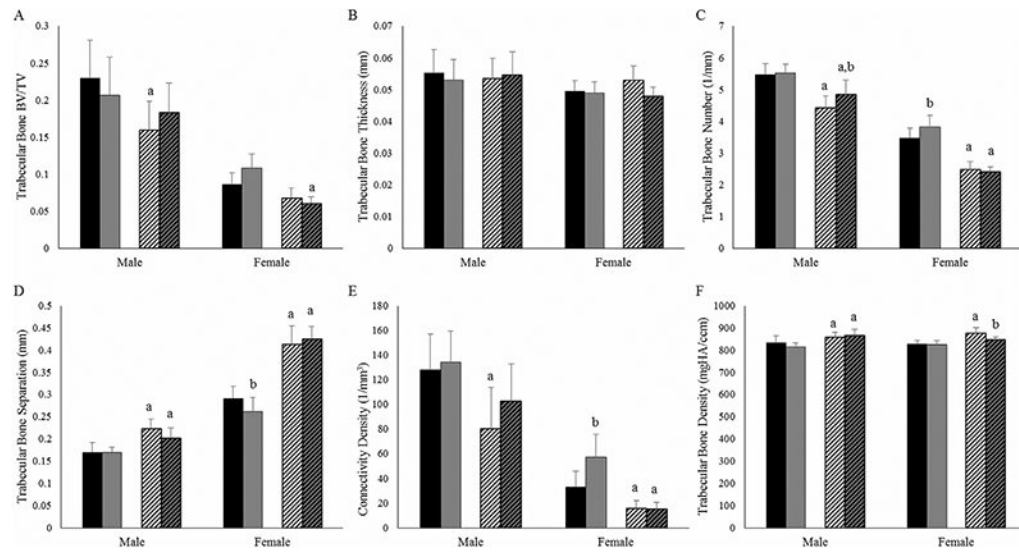 A
Trabecular Bone BV/TV
0.3
0.25
0.2
0.15
0.1
0.05
0
a
a
Male
Female
B
Trabecular Bone Thickness (mm)
0.07
0.06
0.05
0.04
0.03
0.02
0.01
0.00
Male
Female
C
Trabecular Bone Number (1/mm)
7
6
5
4
3
2
1
0
a
a,b
b
a
a
Male
Female
D
Trabecular Bone Separation (mm)
0.5
0.45
0.4
0.35
0.3
0.25
0.2
0.15
0.1
0.05
0
a
a
b
a
a
Male
Female
E
Connectivity Density (1/mm³)
180
160
140
120
100
80
60
40
20
0
a
b
a
a
Male
Female
F
Trabecular Bone Density (mgHA/ccm)
1000
900
800
700
600
500
400
300
200
100
0
a
a
a
b
Male
Female